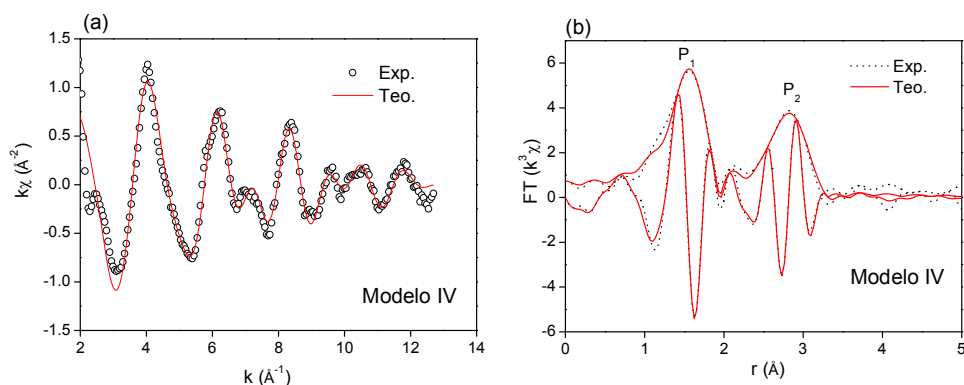 (a)
1.5
1.0
0.5
0.0
-0.5
-1.0
-1.5
kχ (Å⁻²)
Exp.
Teo.
Modelo IV
2 4 6 8 10 12 14
k (Å⁻¹)
(b)
6
4
2
0
-2
-4
-6
FT (k³χ)
P₁
P₂
Exp.
Teo.
Modelo IV
0 1 2 3 4 5
r (Å)